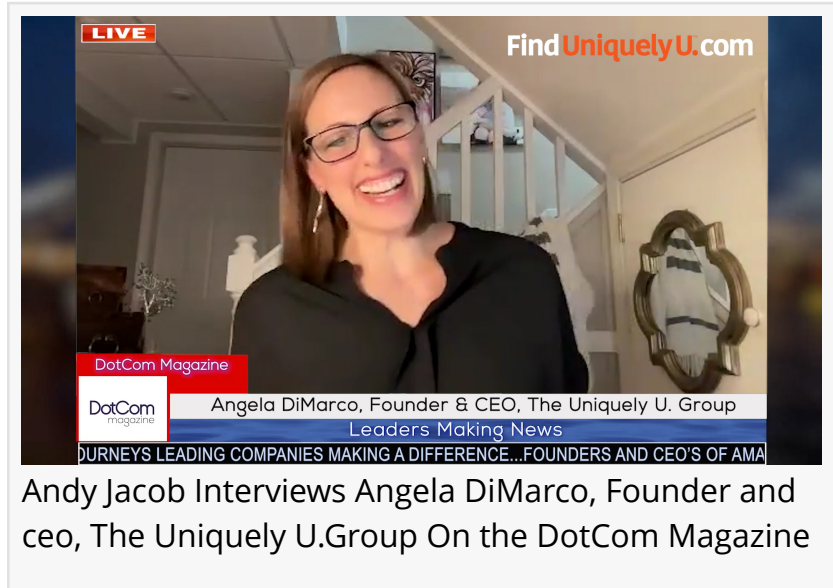 LIVE
FindUniquelyU.com
DotCom Magazine
DotCom
magazine
Angela DiMarco, Founder & CEO, The Uniquely U. Group
Leaders Making News
OURNEYS LEADING COMPANIES MAKING A DIFFERENCE...FOUNDERS AND CEO'S OF AMA
Andy Jacob Interviews Angela DiMarco, Founder and
ceo, The Uniquely U.Group On the DotCom Magazine